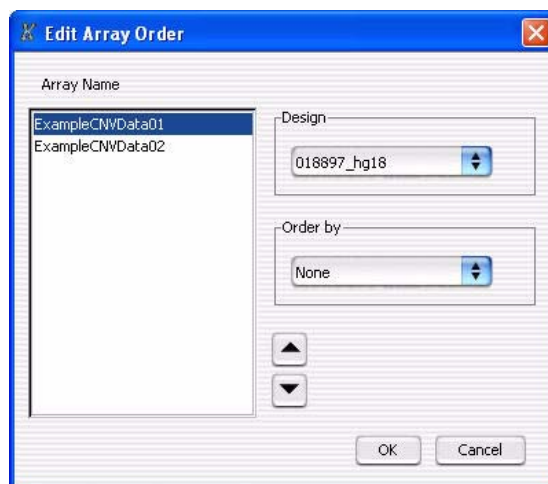 Edit Array Order
Array Name
ExampleCNVData01
ExampleCNVData02
Design
018897_hg18
Order by
None
OK
Cancel